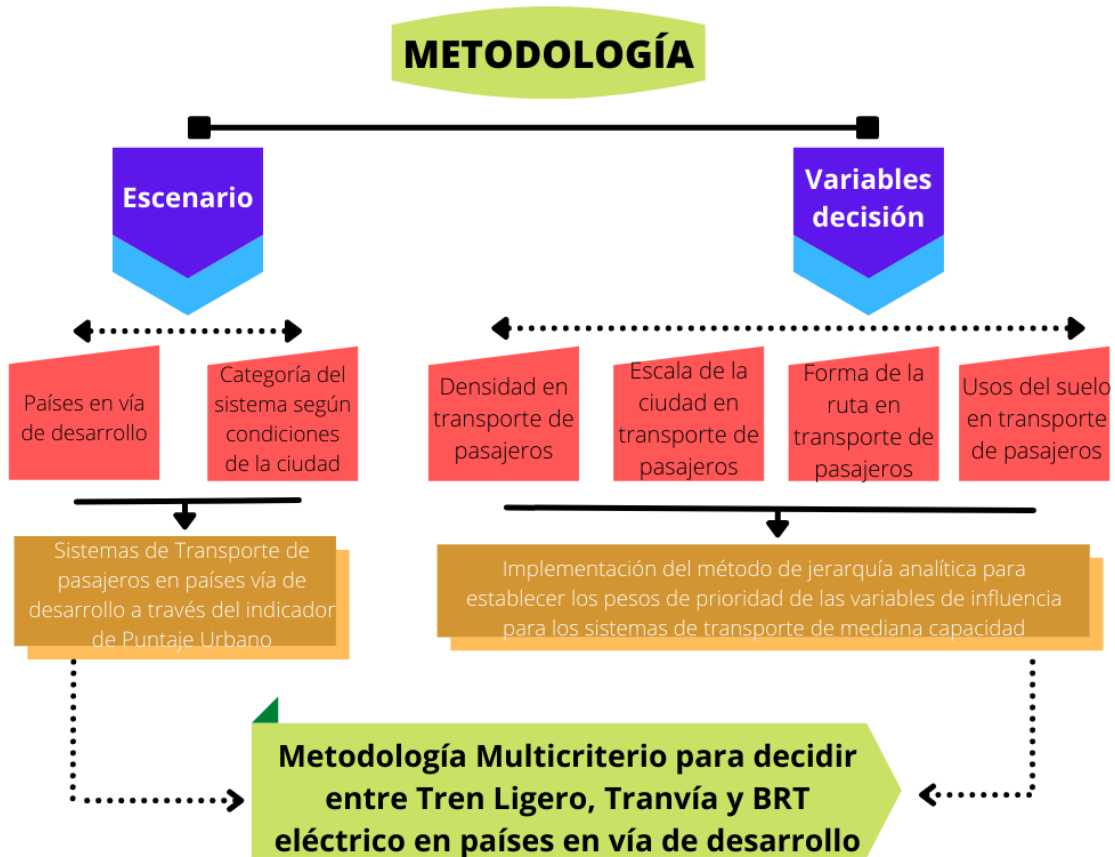 METODOLOGÍA
Escenario
Variables
decisión
Países en vía
de desarrollo
Categoría del
sistema según
condiciones
de la ciudad
Densidad en
transporte de
pasajeros
Escala de la
ciudad en
transporte de
pasajeros
Forma de la
ruta en
transporte de
pasajeros
Usos del suelo
en transporte
de pasajeros
Sistemas de Transporte de
pasajeros en países vía de
desarrollo a través del indicador
de Puntaje Urbano
Implementación del método de jerarquía analítica para
establecer los pesos de prioridad de las variables de influencia
para los sistemas de transporte de mediana capacidad
Metodología Multicriterio para decidir
entre Tren Ligero, Tranvía y BRT
eléctrico en países en vía de desarrollo